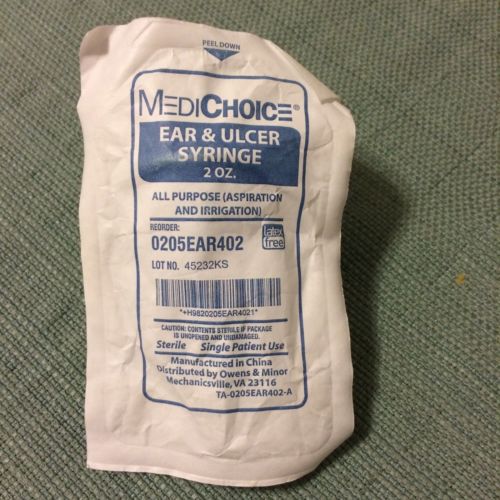 PEEL DOWN
MEDICHOICE®
EAR & ULCER
SYRINGE
2 OZ.
ALL PURPOSE (ASPIRATION
AND IRRIGATION)
REORDER:
0205EAR402
latex
free
LOT NO. 45232KS
*+H9820205EAR4021*
CAUTION: CONTENTS STERILE IF PACKAGE
IS UNOPENED AND UNDAMAGED.
Sterile Single Patient Use
Manufactured in China
Distributed by Owens & Minor
Mechanicsville, VA 23116
TA-0205EAR402-A